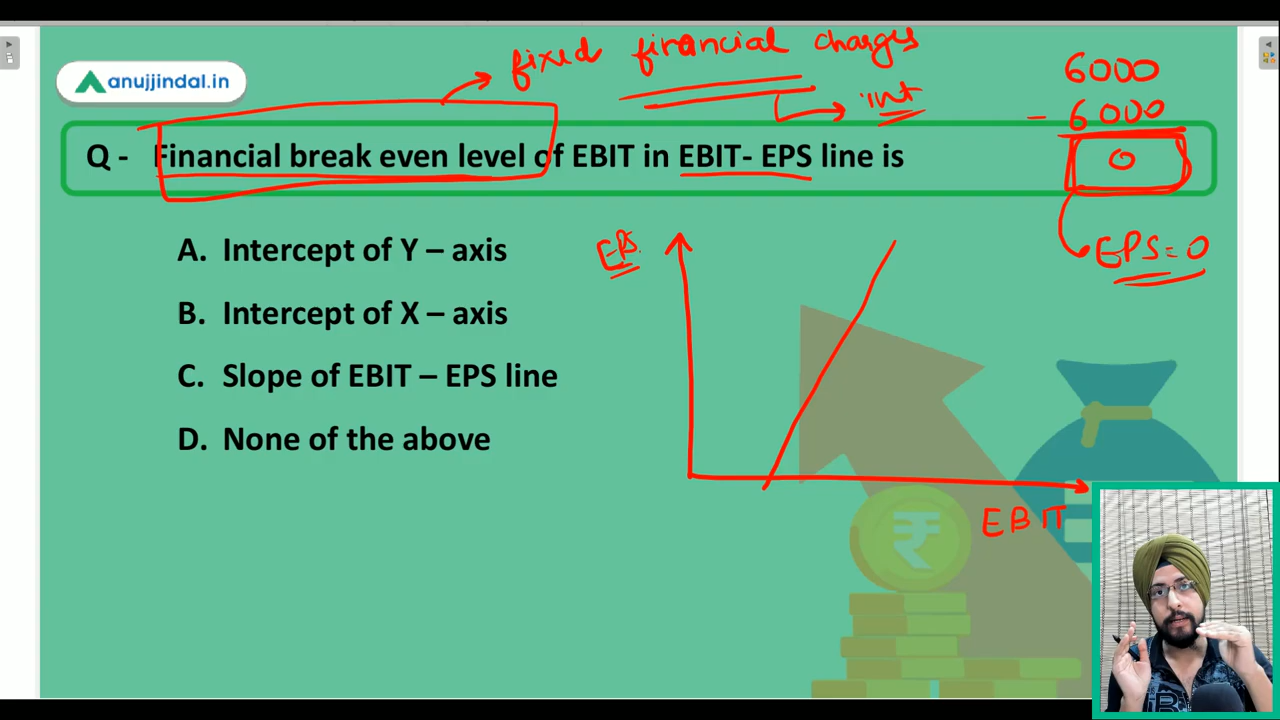 fixed financial charges
int
6000
- 6000
0
EPS = 0
anujjindal.in
Q - Financial break even level of EBIT in EBIT- EPS line is
A. Intercept of Y – axis
B. Intercept of X – axis
C. Slope of EBIT – EPS line
D. None of the above
EPS
EBIT
₹